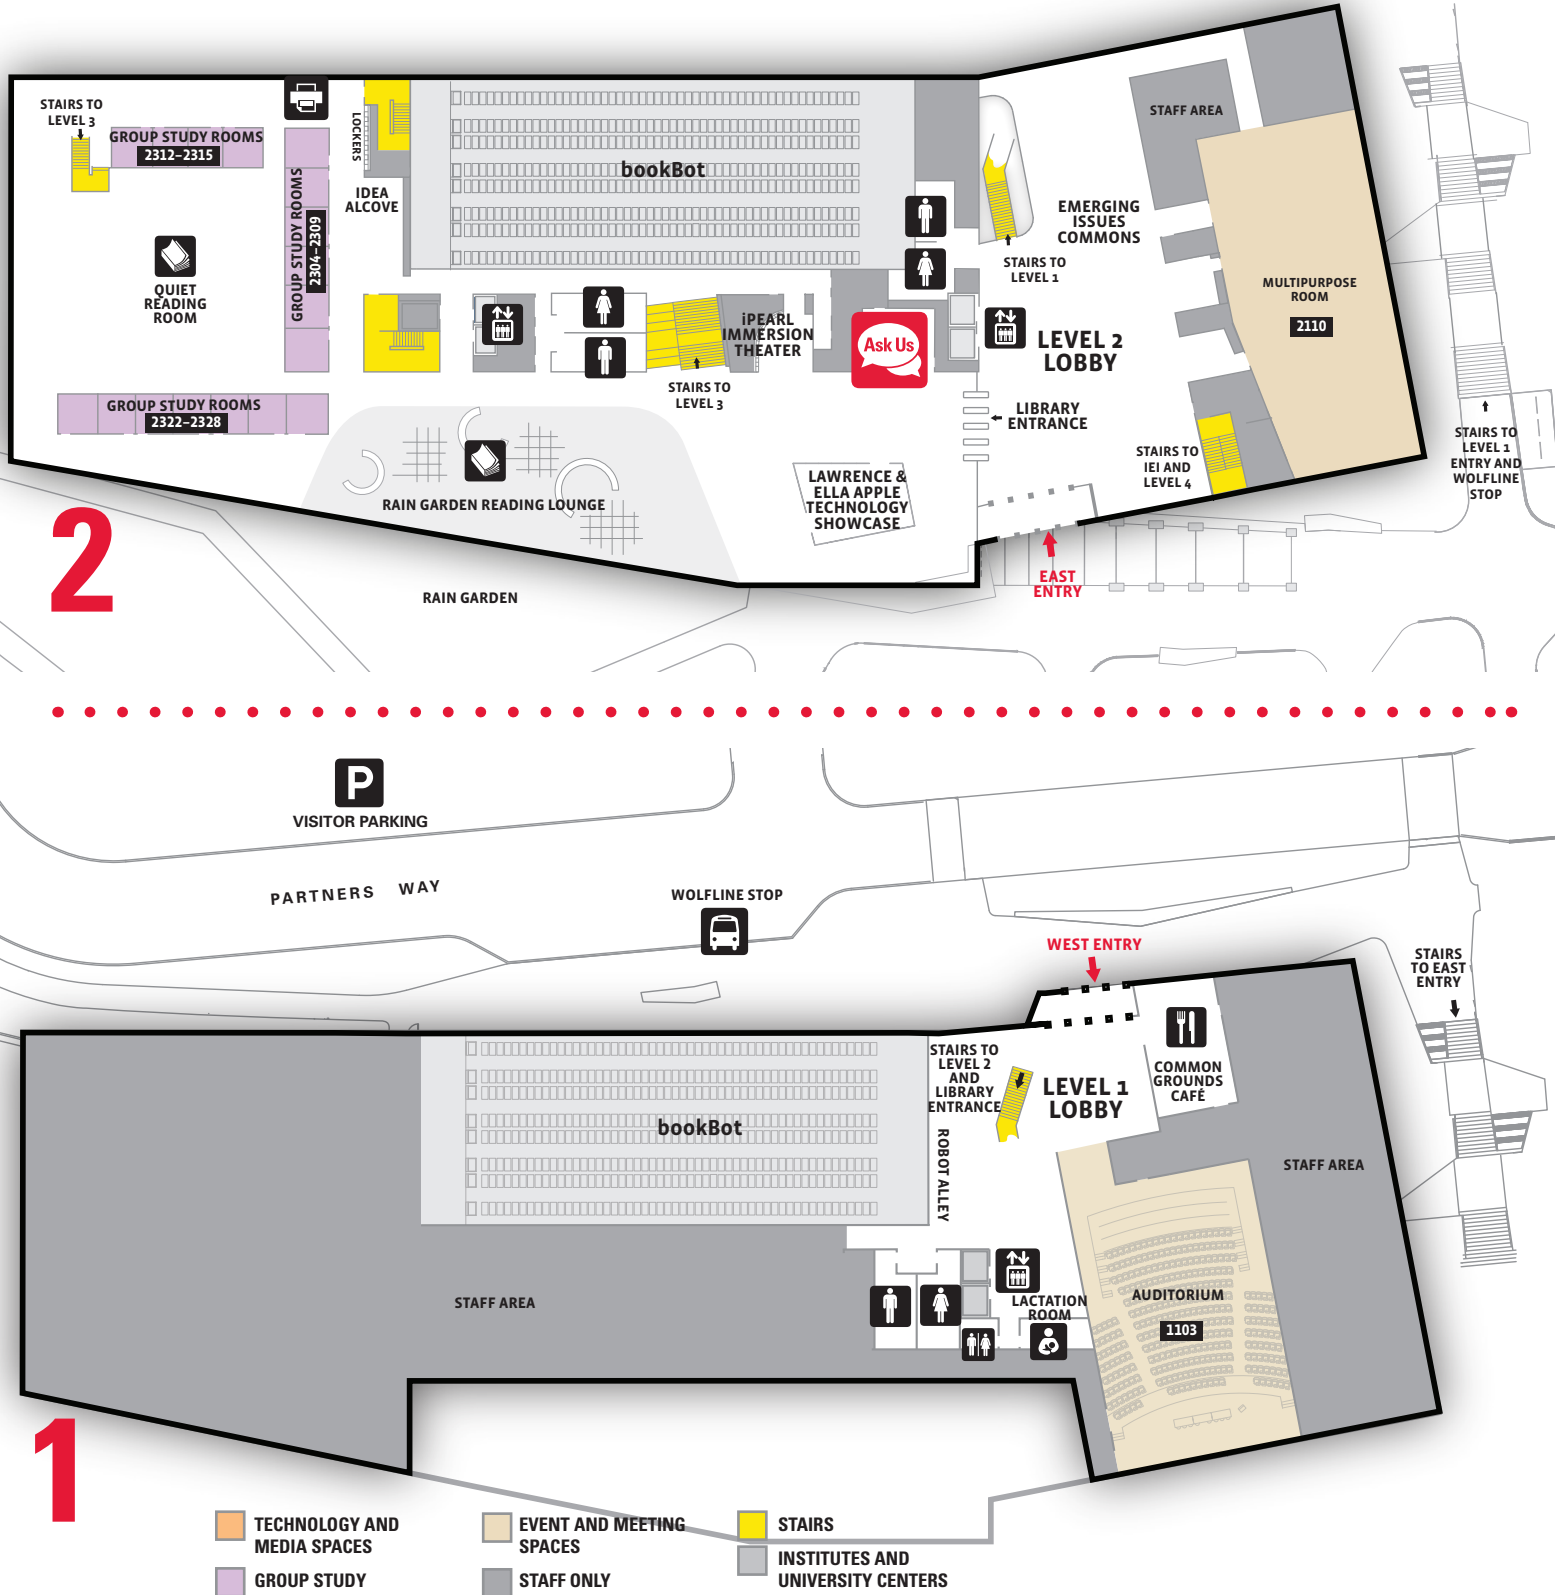 STAIRS TO
LEVEL 3
GROUP STUDY ROOMS
2312–2315
LOCKERS
IDEA
ALCOVE
GROUP STUDY ROOMS
2304–2309
QUIET
READING
ROOM
bookBot
STAFF AREA
EMERGING
ISSUES
COMMONS
STAIRS TO
LEVEL 1
MULTIPURPOSE
ROOM
2110
iPEARL
IMMERSION
THEATER
Ask Us
LEVEL 2
LOBBY
STAIRS TO
LEVEL 3
GROUP STUDY ROOMS
2322–2328
LIBRARY
ENTRANCE
STAIRS TO
IEI AND
LEVEL 4
STAIRS TO
LEVEL 1
ENTRY AND
WOLFLINE
STOP
RAIN GARDEN READING LOUNGE
LAWRENCE &
ELLA APPLE
TECHNOLOGY
SHOWCASE
2
EAST
ENTRY
RAIN GARDEN
P
VISITOR PARKING
PARTNERS WAY
WOLFLINE STOP
WEST ENTRY
STAIRS
TO EAST
ENTRY
STAIRS TO
LEVEL 2
AND
LIBRARY
ENTRANCE
LEVEL 1
LOBBY
COMMON
GROUNDS
CAFÉ
bookBot
ROBOT ALLEY
STAFF AREA
STAFF AREA
LACTATION
ROOM
AUDITORIUM
1103
1
TECHNOLOGY AND
MEDIA SPACES
GROUP STUDY
EVENT AND MEETING
SPACES
STAFF ONLY
STAIRS
INSTITUTES AND
UNIVERSITY CENTERS